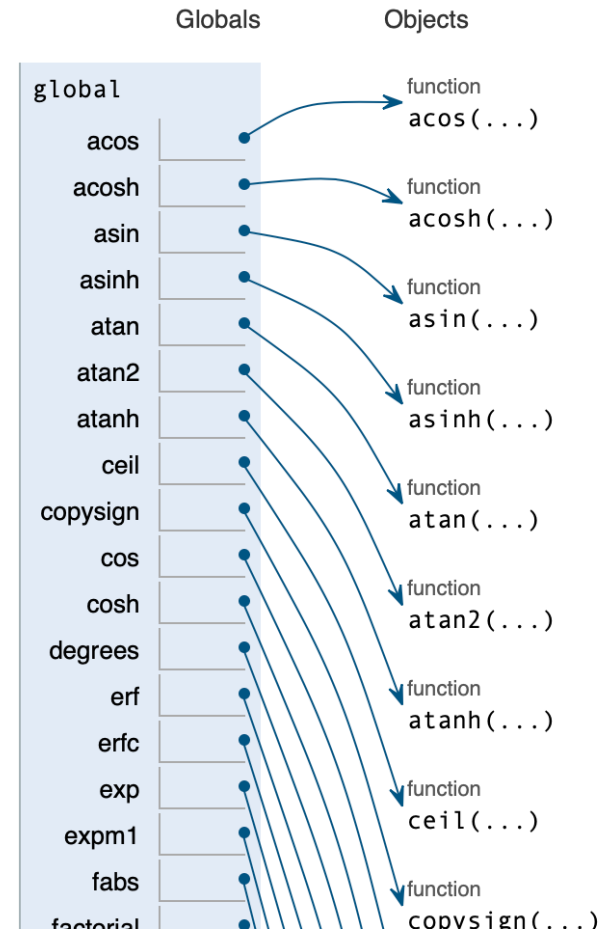 Globals
Objects
global
acos
acosh
asin
asinh
atan
atan2
atanh
ceil
copysign
cos
cosh
degrees
erf
erfc
exp
expm1
fabs
factorial
function
acos(...)
function
acosh(...)
function
asin(...)
function
asinh(...)
function
atan(...)
function
atan2(...)
function
atanh(...)
function
ceil(...)
function
copysign(...)